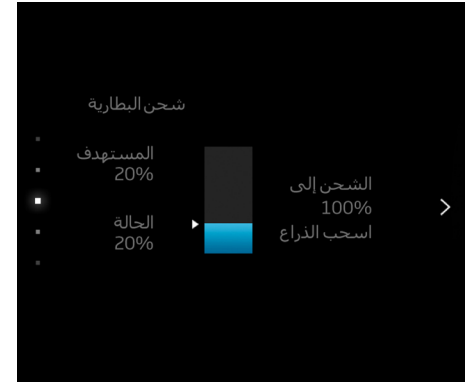 شحن البطارية
المستهدف
20%
الحالة
20%
الشحن إلى
100%
اسحب الذراع